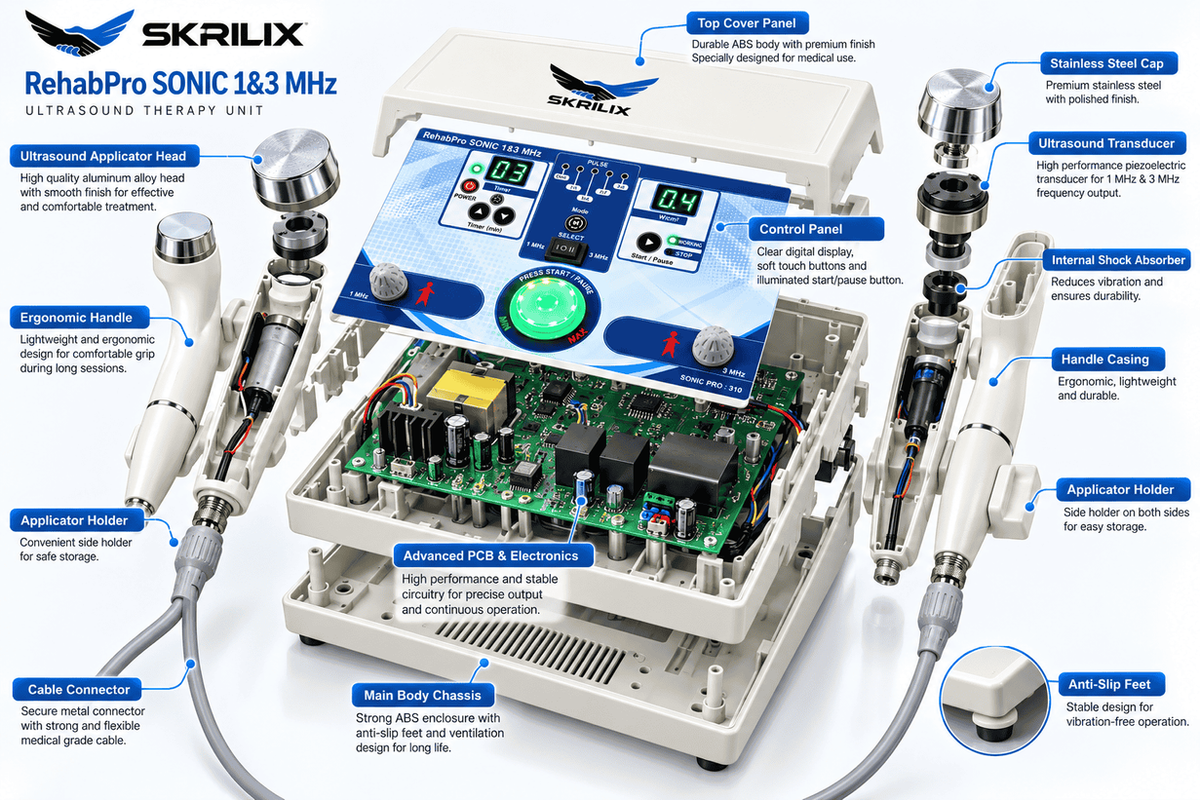 SKRILIX
RehabPro SONIC 1&3 MHz
ULTRASOUND THERAPY UNIT
Top Cover Panel
Durable ABS body with premium finish
Specially designed for medical use.
SKRILIX
Stainless Steel Cap
Premium stainless steel
with polished finish.
Ultrasound Applicator Head
High quality aluminum alloy head
with smooth finish for effective
and comfortable treatment.
Ultrasound Transducer
High performance piezoelectric
transducer for 1 MHz & 3 MHz
frequency output.
RehabPro SONIC 1&3 MHz
03
Timer
POWER
Timer (min)
PULSE
Mode
SELECT
1 MHz
3 MHz
0.4
W/cm²
WORKING
STOP
Start / Pause
PRESS START / PAUSE
MIN
MAX
1 MHz
3 MHz
SONIC PRO : 310
Control Panel
Clear digital display,
soft touch buttons and
illuminated start/pause button.
Internal Shock Absorber
Reduces vibration and
ensures durability.
Ergonomic Handle
Lightweight and ergonomic
design for comfortable grip
during long sessions.
Handle Casing
Ergonomic, lightweight
and durable.
Applicator Holder
Convenient side holder
for safe storage.
Applicator Holder
Side holder on both sides
for easy storage.
Advanced PCB & Electronics
High performance and stable
circuitry for precise output
and continuous operation.
Cable Connector
Secure metal connector
with strong and flexible
medical grade cable.
Main Body Chassis
Strong ABS enclosure with
anti-slip feet and ventilation
design for long life.
Anti-Slip Feet
Stable design for
vibration-free operation.